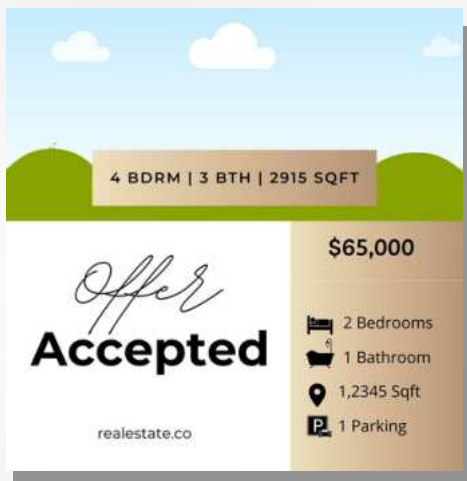 4 BDRM | 3 BTH | 2915 SQFT
Offer
Accepted
realestate.co
$65,000
2 Bedrooms
1 Bathroom
1,2345 Sqft
P
1 Parking